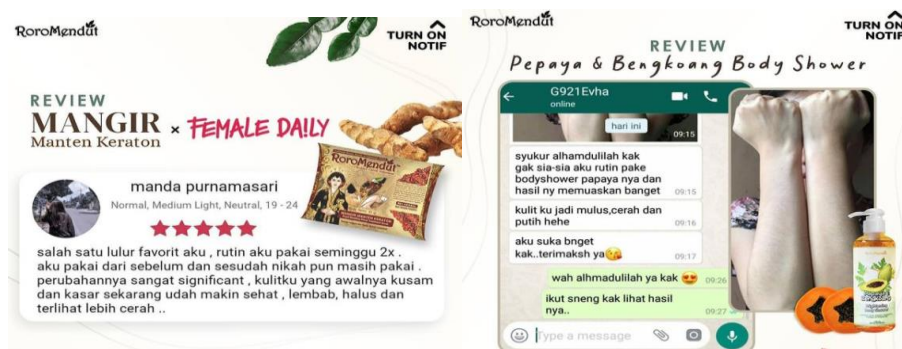 RoroMendut
TURN ON
NOTIF
REVIEW
MANGIR × FEMALE DAILY
Manten Keraton
RoroMendut
manda purnamasari
Normal, Medium Light, Neutral, 19 - 24
salah satu lulur favorit aku , rutin aku pakai seminggu 2x .
aku pakai dari sebelum dan sesudah nikah pun masih pakai .
perubahannya sangat significant , kulitku yang awalnya kusam
dan kasar sekarang udah makin sehat , lembab, halus dan
terlihat lebih cerah ..
RoroMendut
TURN ON
NOTIF
REVIEW
Pepaya & Bengkoang Body Shower
G921Evha
online
hari ini
09:15
syukur alhamdulilah kak
gak sia-sia aku rutin pake
bodyshower papaya nya dan
hasil ny memuaskan banget
09:15
kulit ku jadi mulus,cerah dan
putih hehe
09:16
aku suka bnget
kak..terimaksh ya😘
09:17
wah alhmadulilah ya kak 😍
09:26
ikut sneng kak lihat hasil
nya..
09:27
Type a message